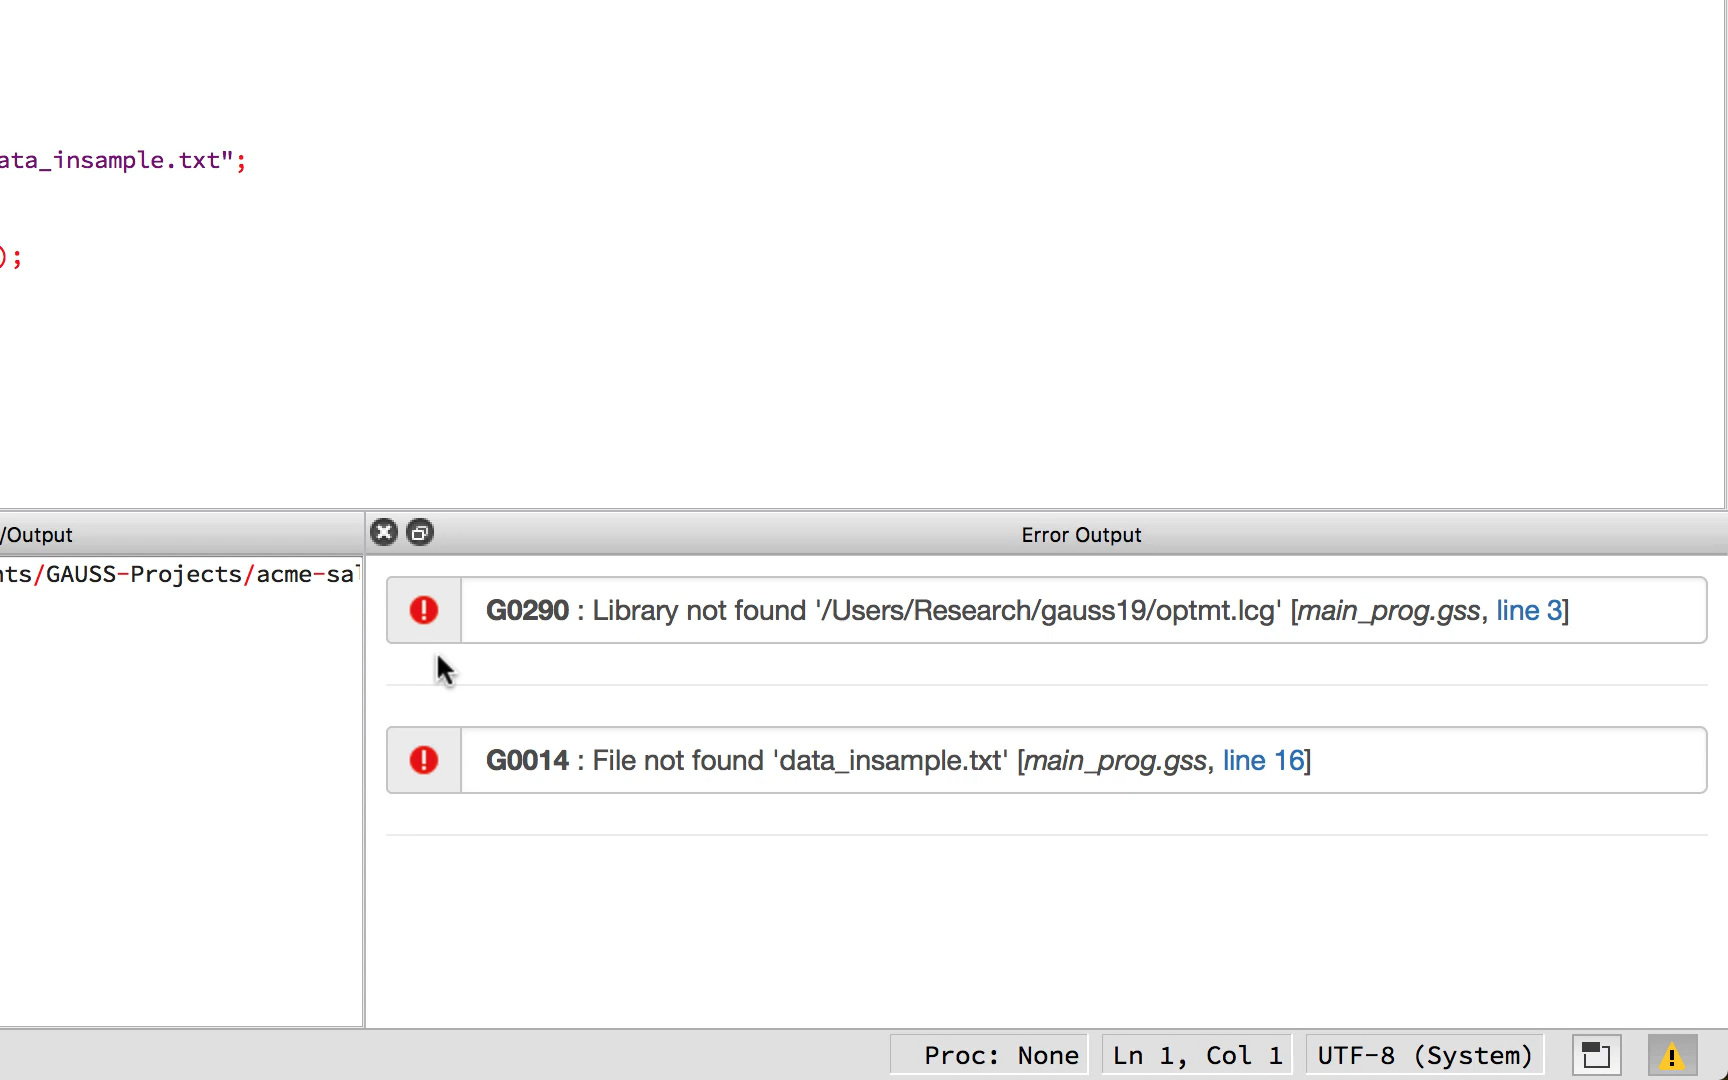 ata_insample.txt";
);
/Output
Error Output
nts/GAUSS-Projects/acme-sal
G0290 : Library not found '/Users/Research/gauss19/optmt.lcg' [main_prog.gss, line 3]
G0014 : File not found 'data_insample.txt' [main_prog.gss, line 16]
Proc: None
Ln 1, Col 1
UTF-8 (System)